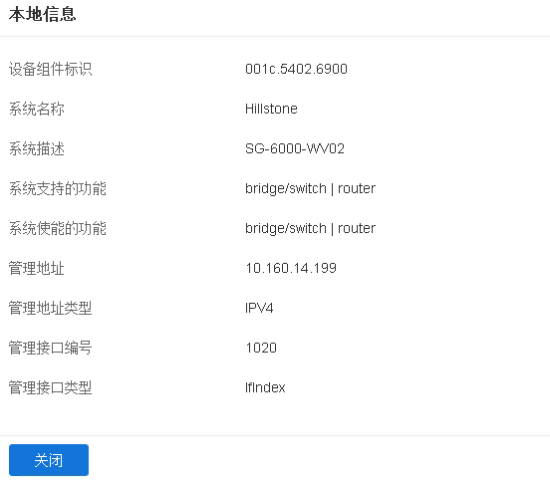 本地信息
设备组件标识 001c.5402.6900
系统名称 Hillstone
系统描述 SG-6000-WV02
系统支持的功能 bridge/switch | router
系统使能的功能 bridge/switch | router
管理地址 10.160.14.199
管理地址类型 IPV4
管理接口编号 1020
管理接口类型 IfIndex
关闭